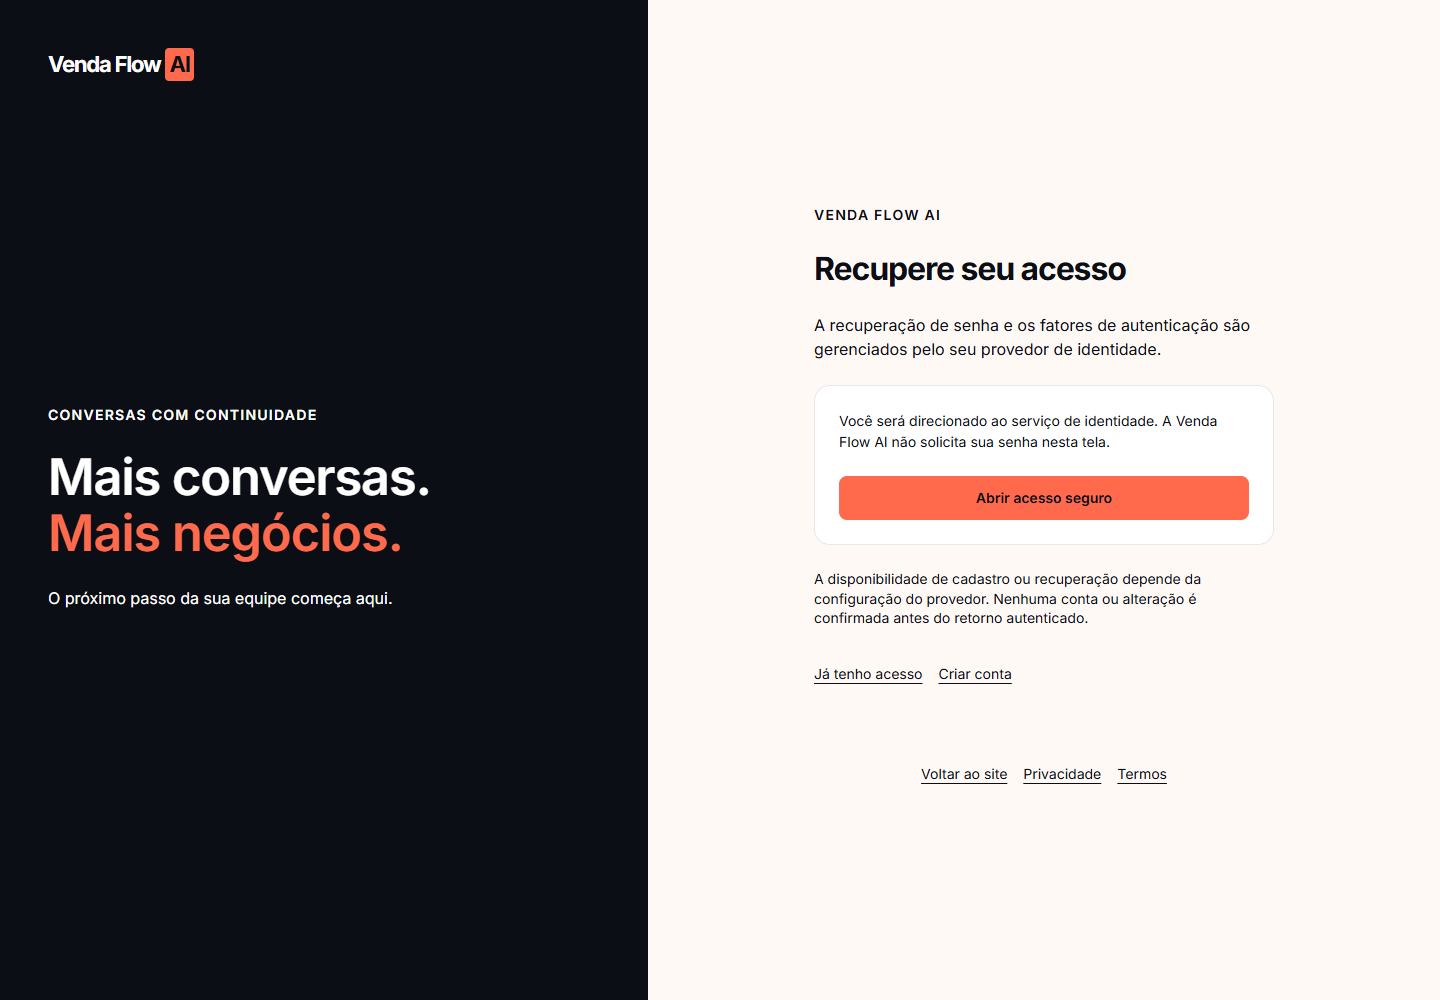 Venda Flow AI
CONVERSAS COM CONTINUIDADE
Mais conversas.
Mais negócios.
O próximo passo da sua equipe começa aqui.
VENDA FLOW AI
Recupere seu acesso
A recuperação de senha e os fatores de autenticação são
gerenciados pelo seu provedor de identidade.
Você será direcionado ao serviço de identidade. A Venda
Flow AI não solicita sua senha nesta tela.
Abrir acesso seguro
A disponibilidade de cadastro ou recuperação depende da
configuração do provedor. Nenhuma conta ou alteração é
confirmada antes do retorno autenticado.
Já tenho acesso Criar conta
Voltar ao site Privacidade Termos